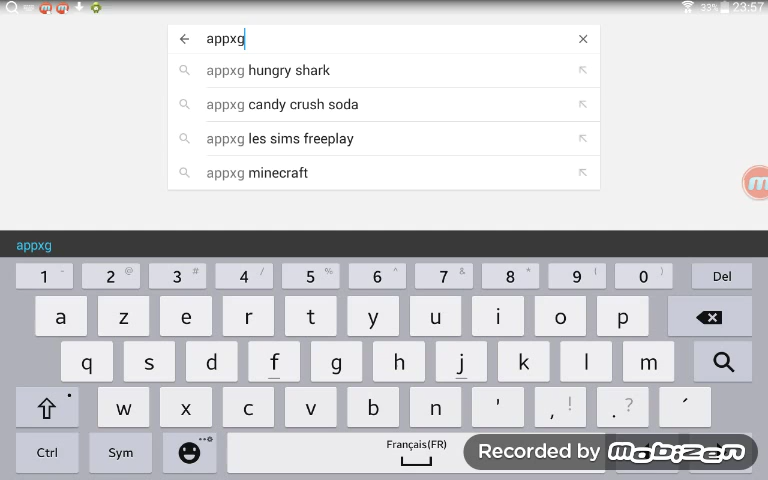 33% 23:57
appxg
appxg hungry shark
appxg candy crush soda
appxg les sims freeplay
appxg minecraft
appxg
1 - 2 @ 3 # 4 / 5 % 6 ^ 7 & 8 * 9 ( 0 ) Del
a z e r t y u i o p
q s d f g h j k l m
w x c v b n ' , ! . ? ´
Ctrl Sym Français(FR)
Recorded by mobizen